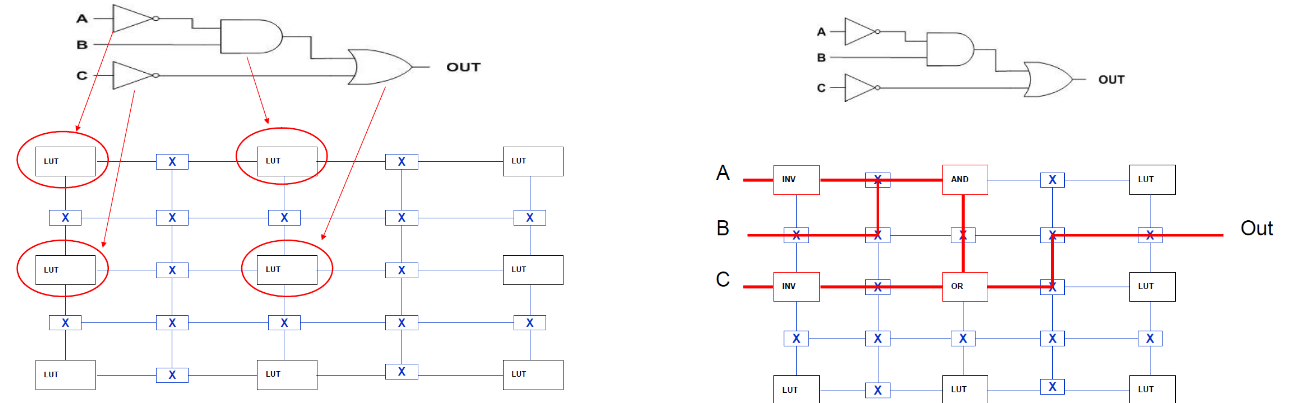 A
B
C
OUT
LUT X LUT X LUT
X X X X X
LUT X LUT X LUT
X X X X X
LUT X LUT X LUT
A
B
C
OUT
A INV X AND X LUT
B X X X X X Out
C INV X OR X LUT
X X X X X
LUT X LUT X LUT